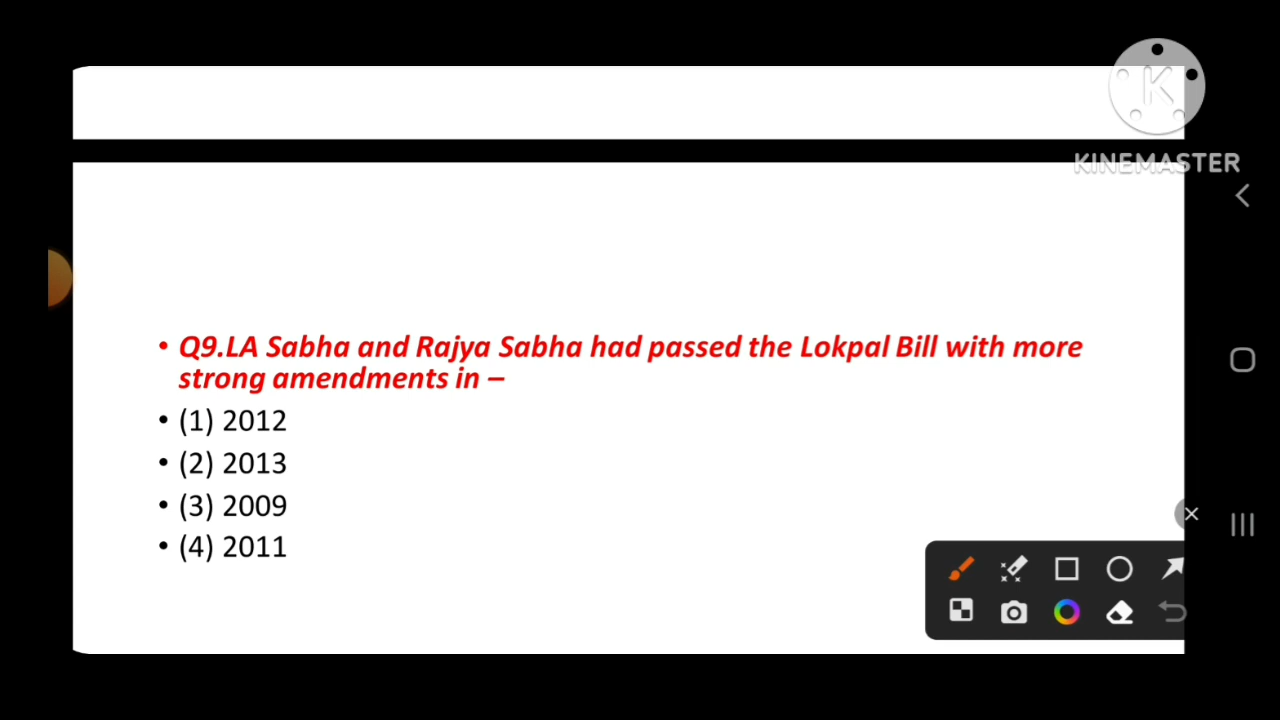 K
KINEMASTER
• Q9.LA Sabha and Rajya Sabha had passed the Lokpal Bill with more
strong amendments in –
• (1) 2012
• (2) 2013
• (3) 2009
• (4) 2011